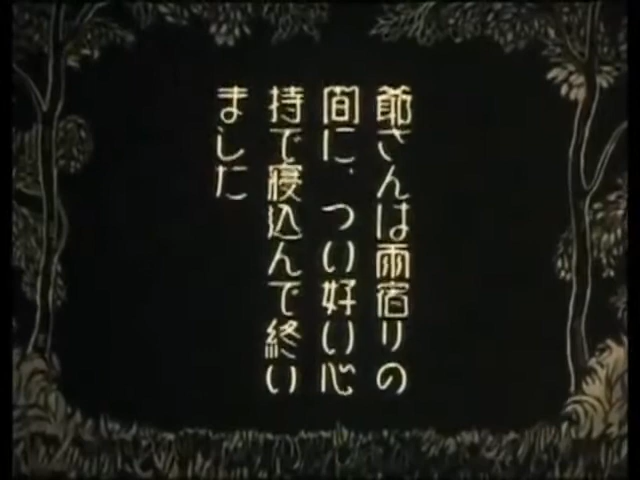 爺さんは雨宿りの
間に、つい好い心
持で寝込んで終い
ました